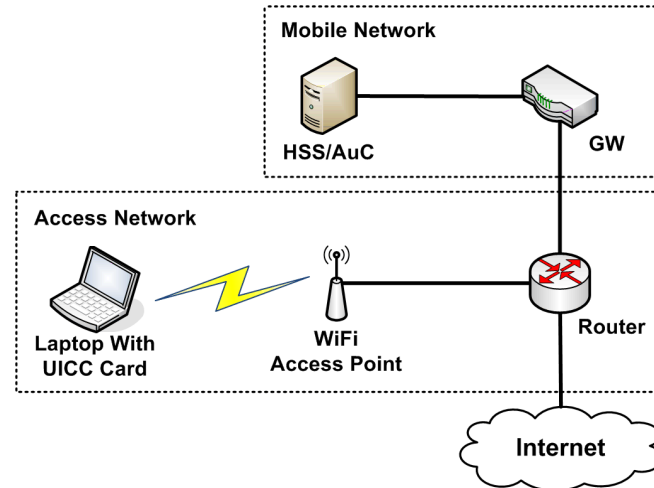 Mobile Network
HSS/AuC
GW
Access Network
Laptop With
UICC Card
WiFi
Access Point
Router
Internet